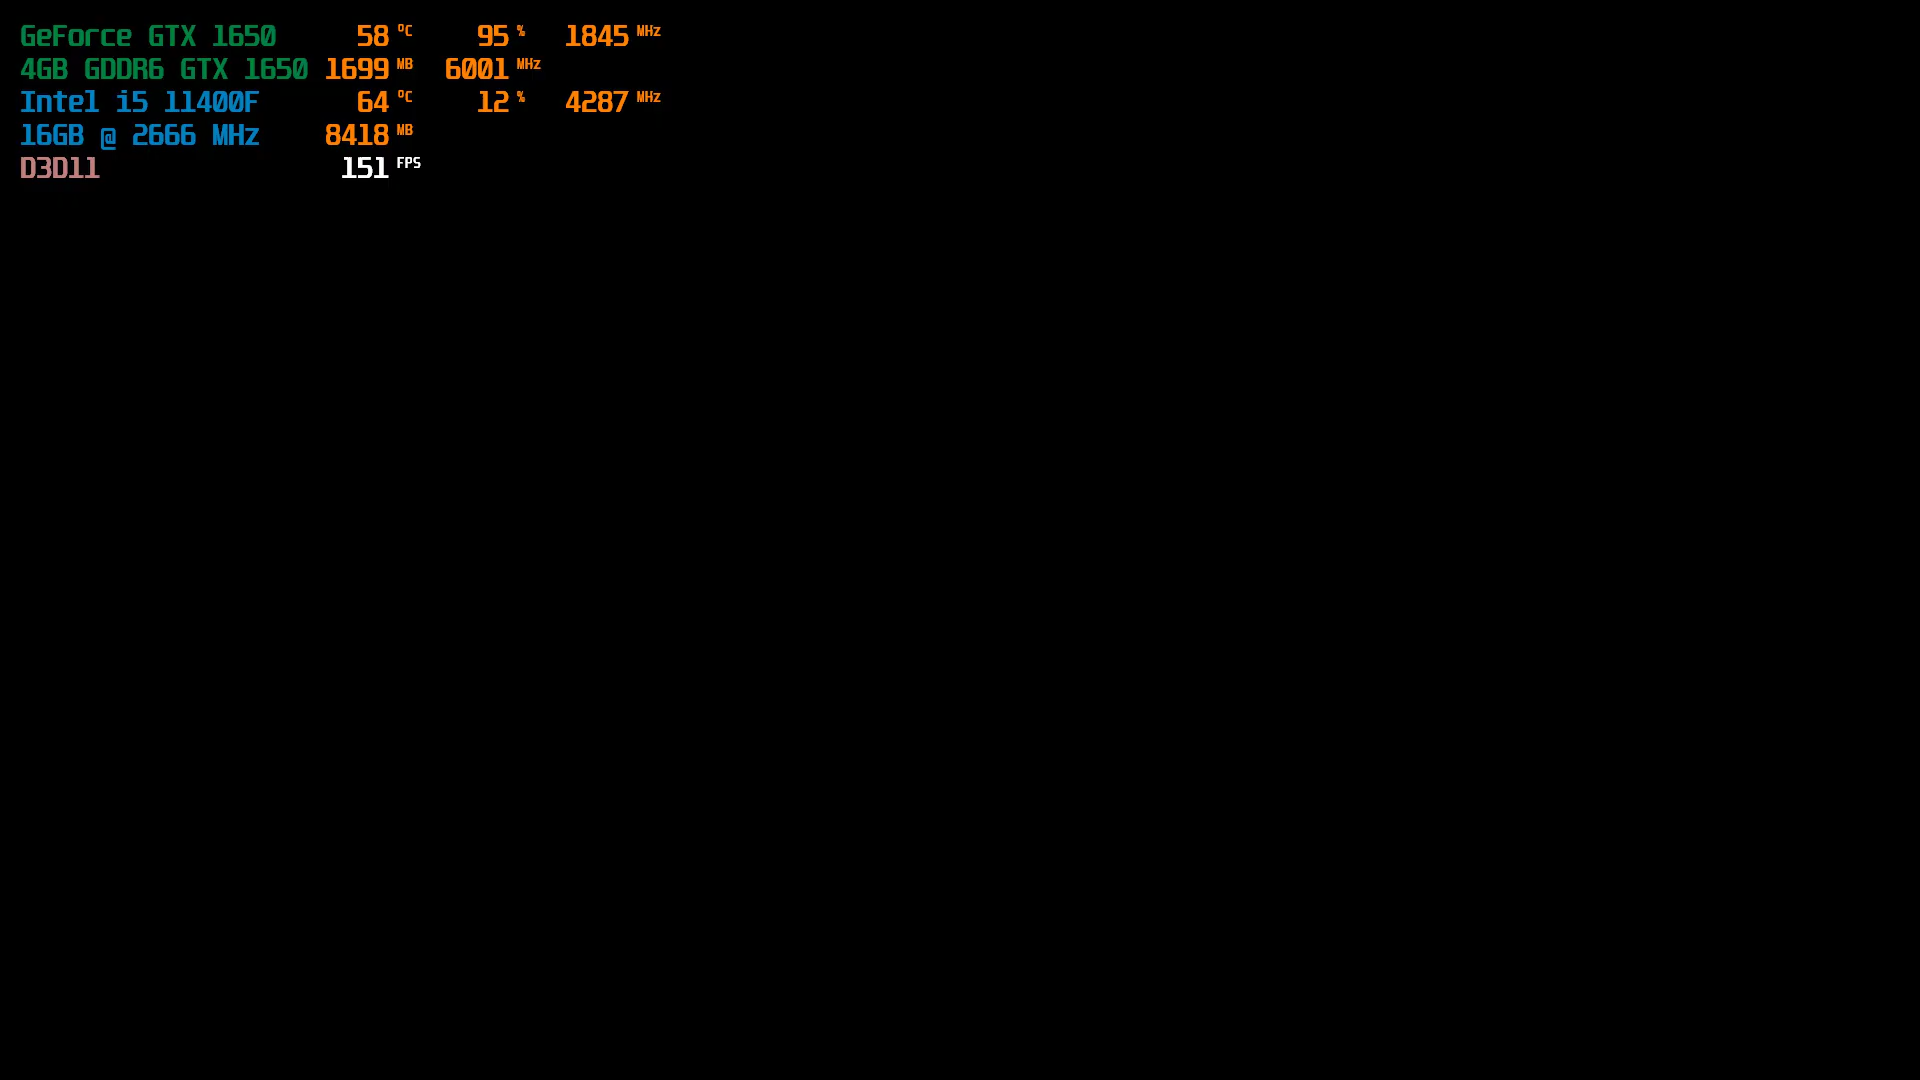 GeForce GTX 1650 58 °C 95 % 1845 MHz
4GB GDDR6 GTX 1650 1699 MB 6001 MHz
Intel i5 11400F 64 °C 12 % 4287 MHz
16GB @ 2666 MHz 8418 MB
D3D11 151 FPS